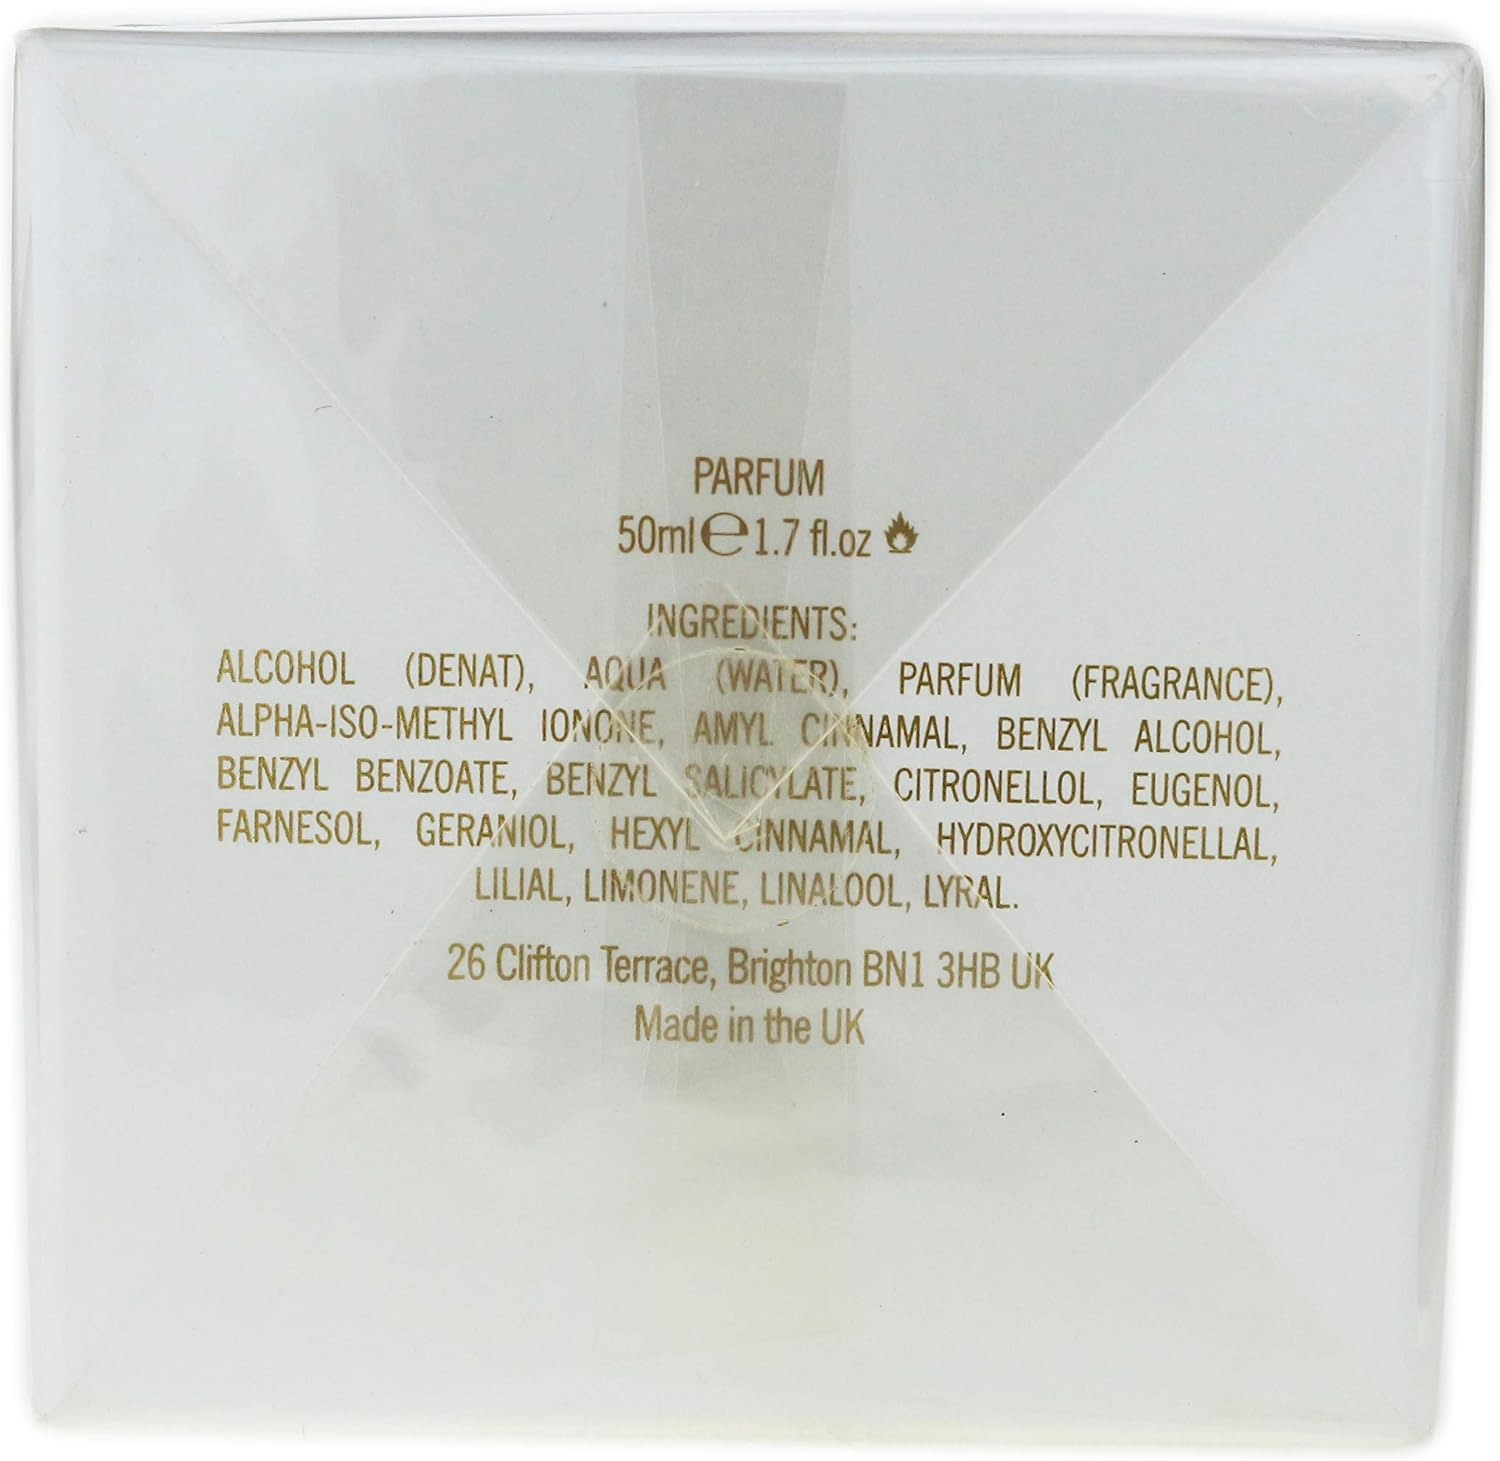 PARFUM
50ml℮1.7 fl.oz
INGREDIENTS:
ALCOHOL (DENAT), AQUA (WATER), PARFUM (FRAGRANCE),
ALPHA-ISO-METHYL IONONE, AMYL CINNAMAL, BENZYL ALCOHOL,
BENZYL BENZOATE, BENZYL SALICYLATE, CITRONELLOL, EUGENOL,
FARNESOL, GERANIOL, HEXYL CINNAMAL, HYDROXYCITRONELLAL,
LILIAL, LIMONENE, LINALOOL, LYRAL.
26 Clifton Terrace, Brighton BN1 3HB UK
Made in the UK